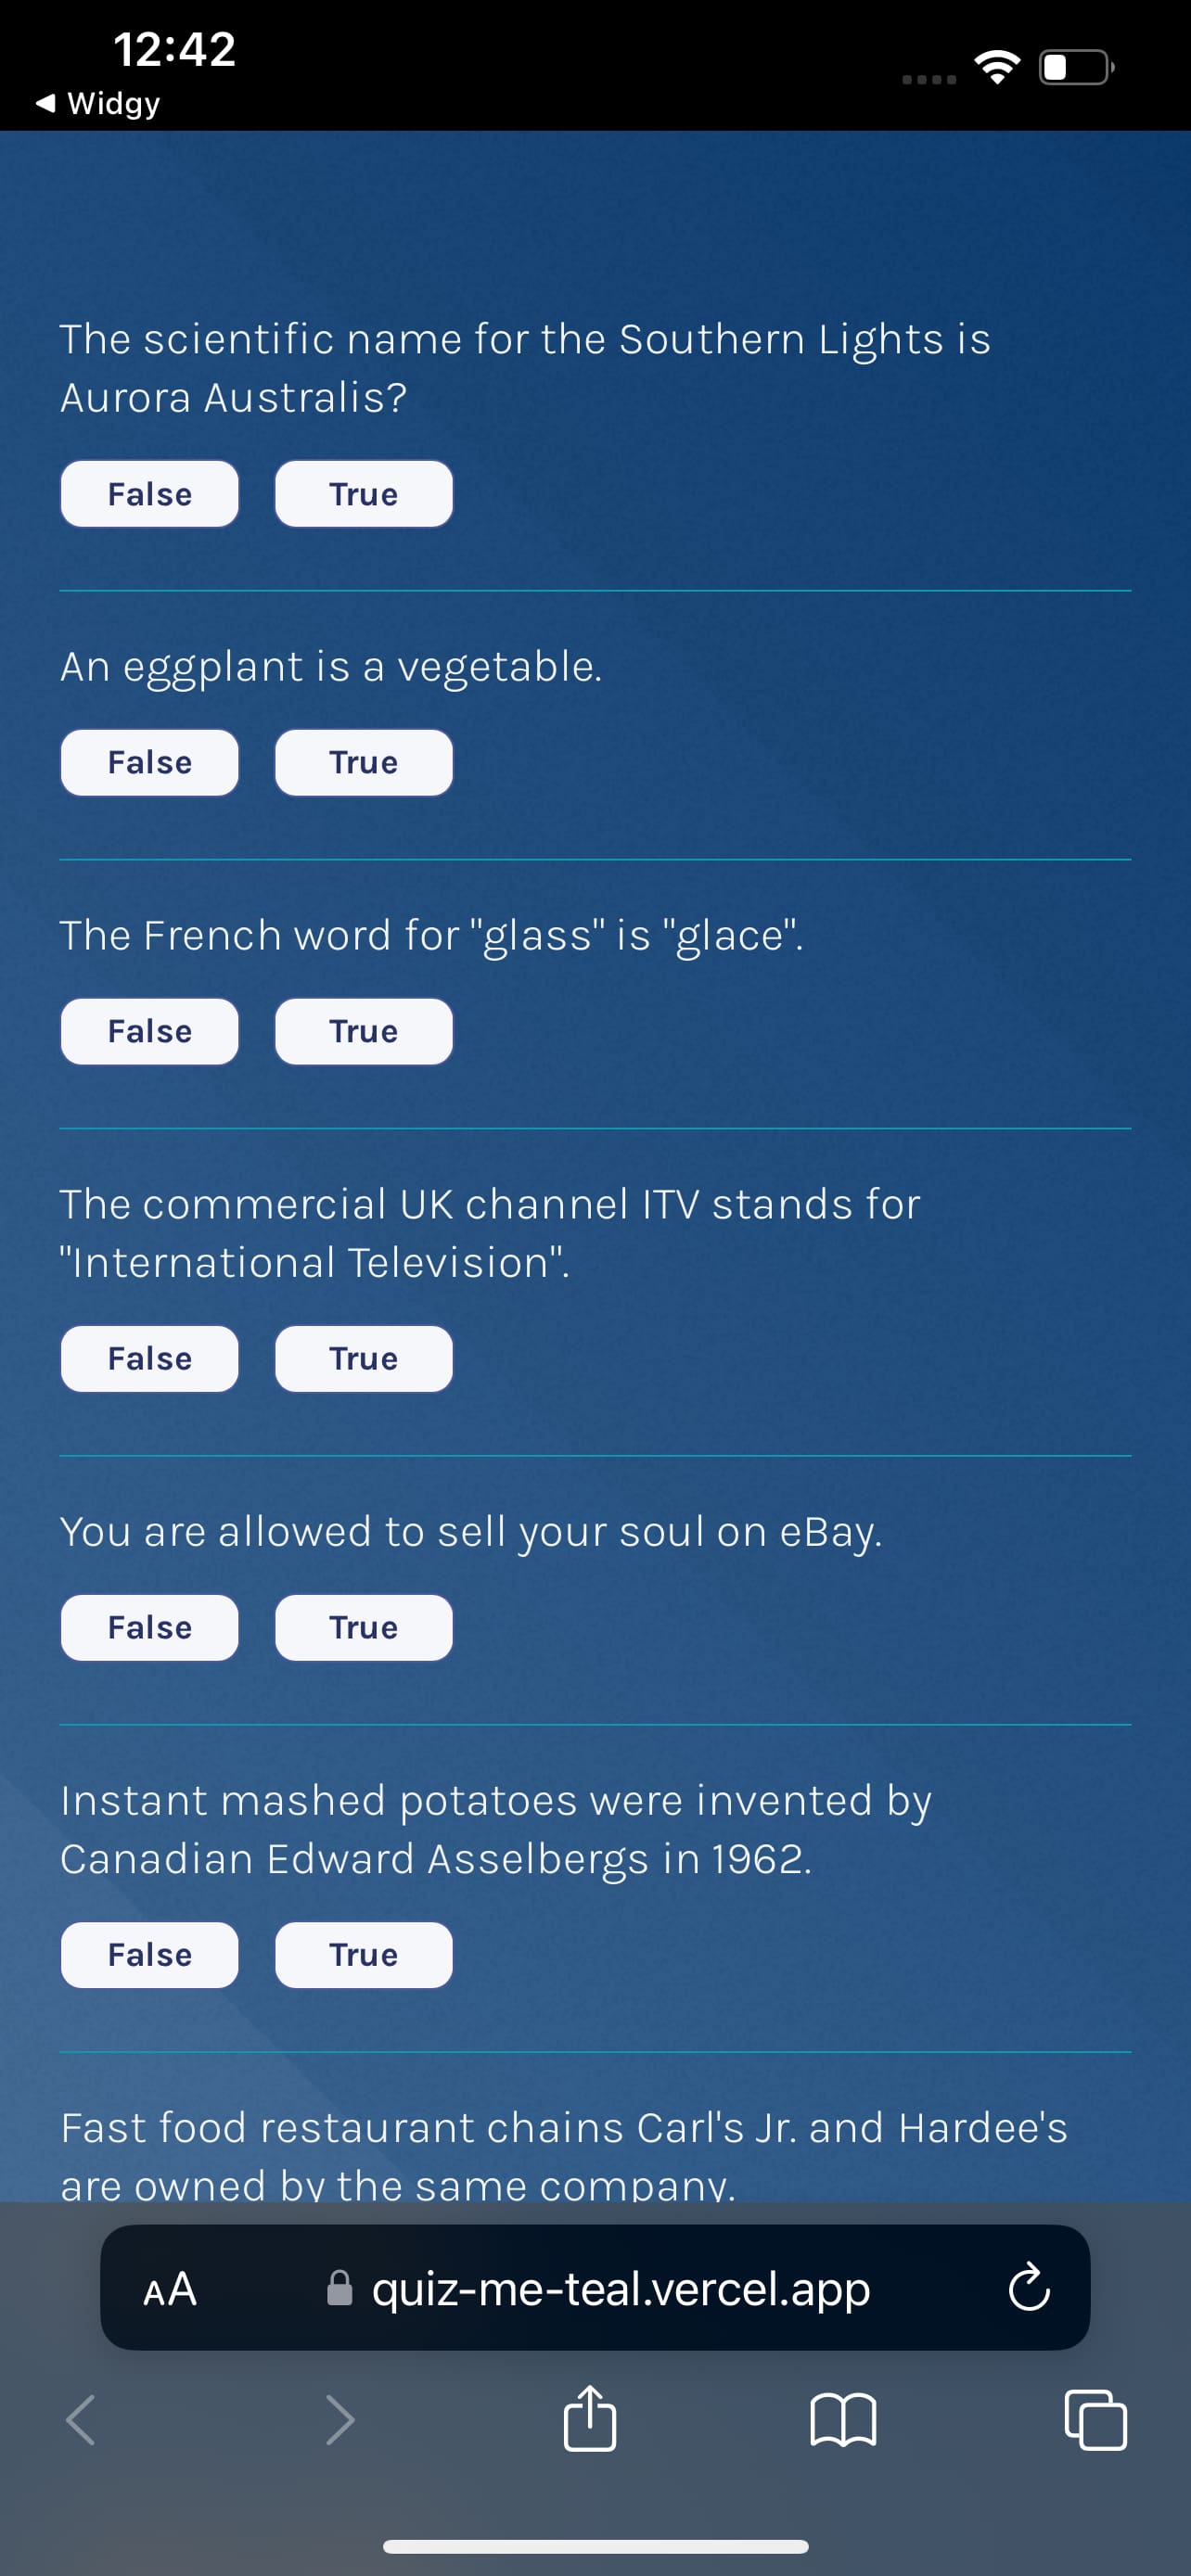 12:42
◀ Widgy
The scientific name for the Southern Lights is
Aurora Australis?
False True
An eggplant is a vegetable.
False True
The French word for "glass" is "glace".
False True
The commercial UK channel ITV stands for
"International Television".
False True
You are allowed to sell your soul on eBay.
False True
Instant mashed potatoes were invented by
Canadian Edward Asselbergs in 1962.
False True
Fast food restaurant chains Carl's Jr. and Hardee's
are owned by the same company.
AA quiz-me-teal.vercel.app